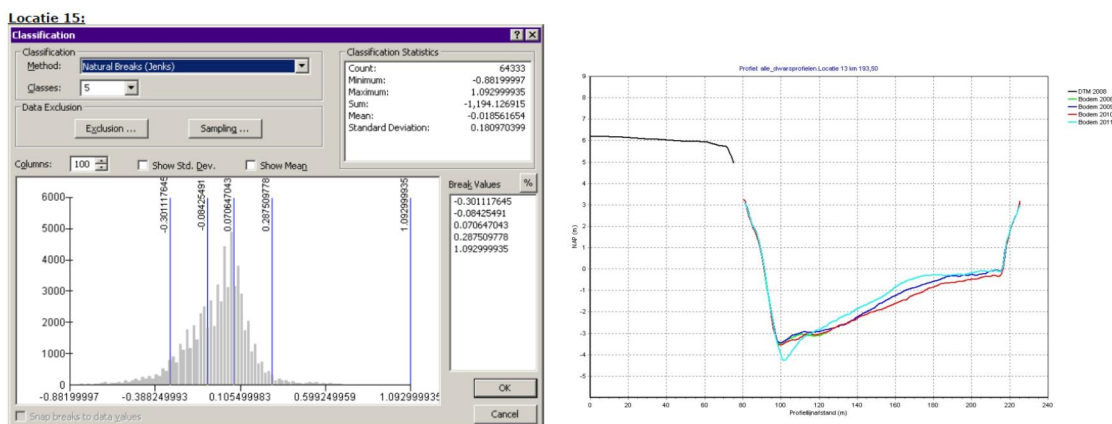 Locatie 15:
Classification
Classification
Method: Natural Breaks (Jenks)
Classes: 5
Data Exclusion
Exclusion ... Sampling ...
Columns: 100 Show Std. Dev. Show Mean
Classification Statistics
Count: 64333
Minimum: -0.88199997
Maximum: 1.092999935
Sum: -1,194.126915
Mean: -0.018561654
Standard Deviation: 0.180970399
-0.301117645
-0.08425491
0.070647043
0.287509778
1.092999935
6000
5000
4000
3000
2000
1000
0
-0.88199997 -0.388249993 0.105499983 0.599249959 1.092999935
Break Values %
-0.301117645
-0.08425491
0.070647043
0.287509778
1.092999935
OK
Cancel
Snap breaks to data values
Profiel: alle_dwarsprofielen.Locatie 13 km 193,50
9
8
7
6
5
4
3
2
1
0
-1
-2
-3
-4
-5
NAP (m)
0 20 40 60 80 100 120 140 160 180 200 220 240
Profiellijnafstand (m)
DTM 2008
Bodem 2008
Bodem 2009
Bodem 2010
Bodem 2011